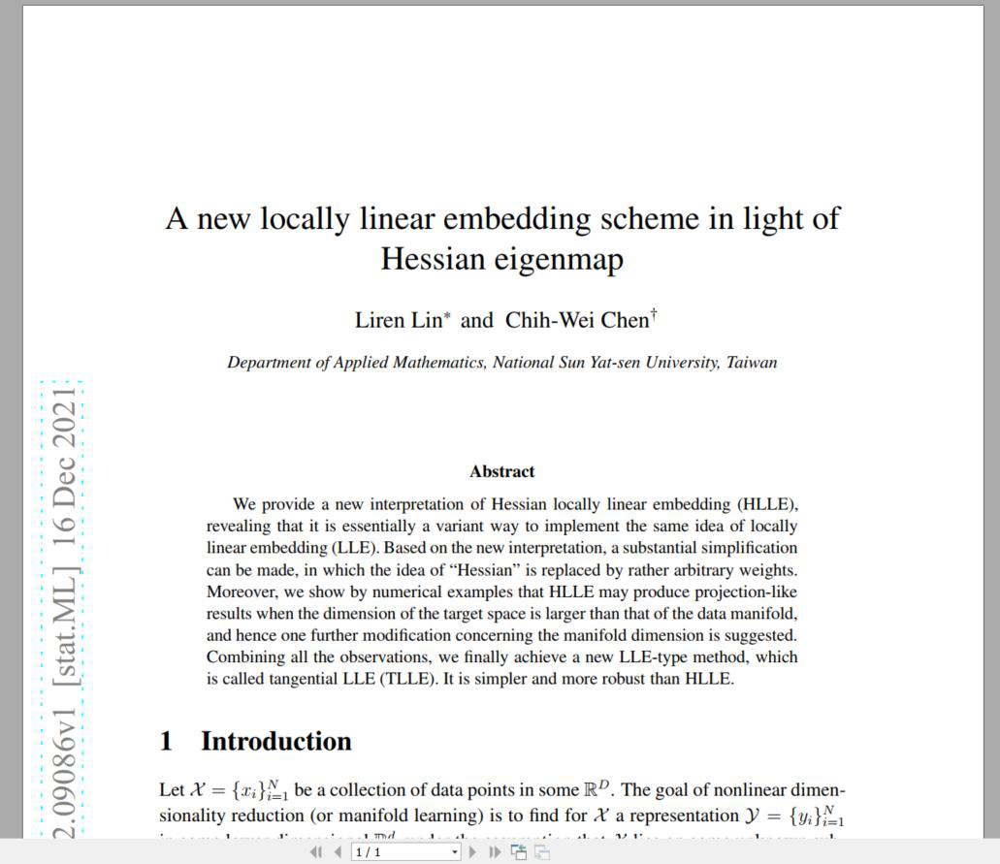 A new locally linear embedding scheme in light of
Hessian eigenmap
Liren Lin* and Chih-Wei Chen†
Department of Applied Mathematics, National Sun Yat-sen University, Taiwan
2.09086v1 [stat.ML] 16 Dec 2021
Abstract
We provide a new interpretation of Hessian locally linear embedding (HLLE),
revealing that it is essentially a variant way to implement the same idea of locally
linear embedding (LLE). Based on the new interpretation, a substantial simplification
can be made, in which the idea of “Hessian” is replaced by rather arbitrary weights.
Moreover, we show by numerical examples that HLLE may produce projection-like
results when the dimension of the target space is larger than that of the data manifold,
and hence one further modification concerning the manifold dimension is suggested.
Combining all the observations, we finally achieve a new LLE-type method, which
is called tangential LLE (TLLE). It is simpler and more robust than HLLE.
1 Introduction
Let 𝒳 = {x_i}_{i=1}^N be a collection of data points in some ℝ^D. The goal of nonlinear dimen-
sionality reduction (or manifold learning) is to find for 𝒳 a representation 𝒴 = {y_i}_{i=1}^N
1 / 1